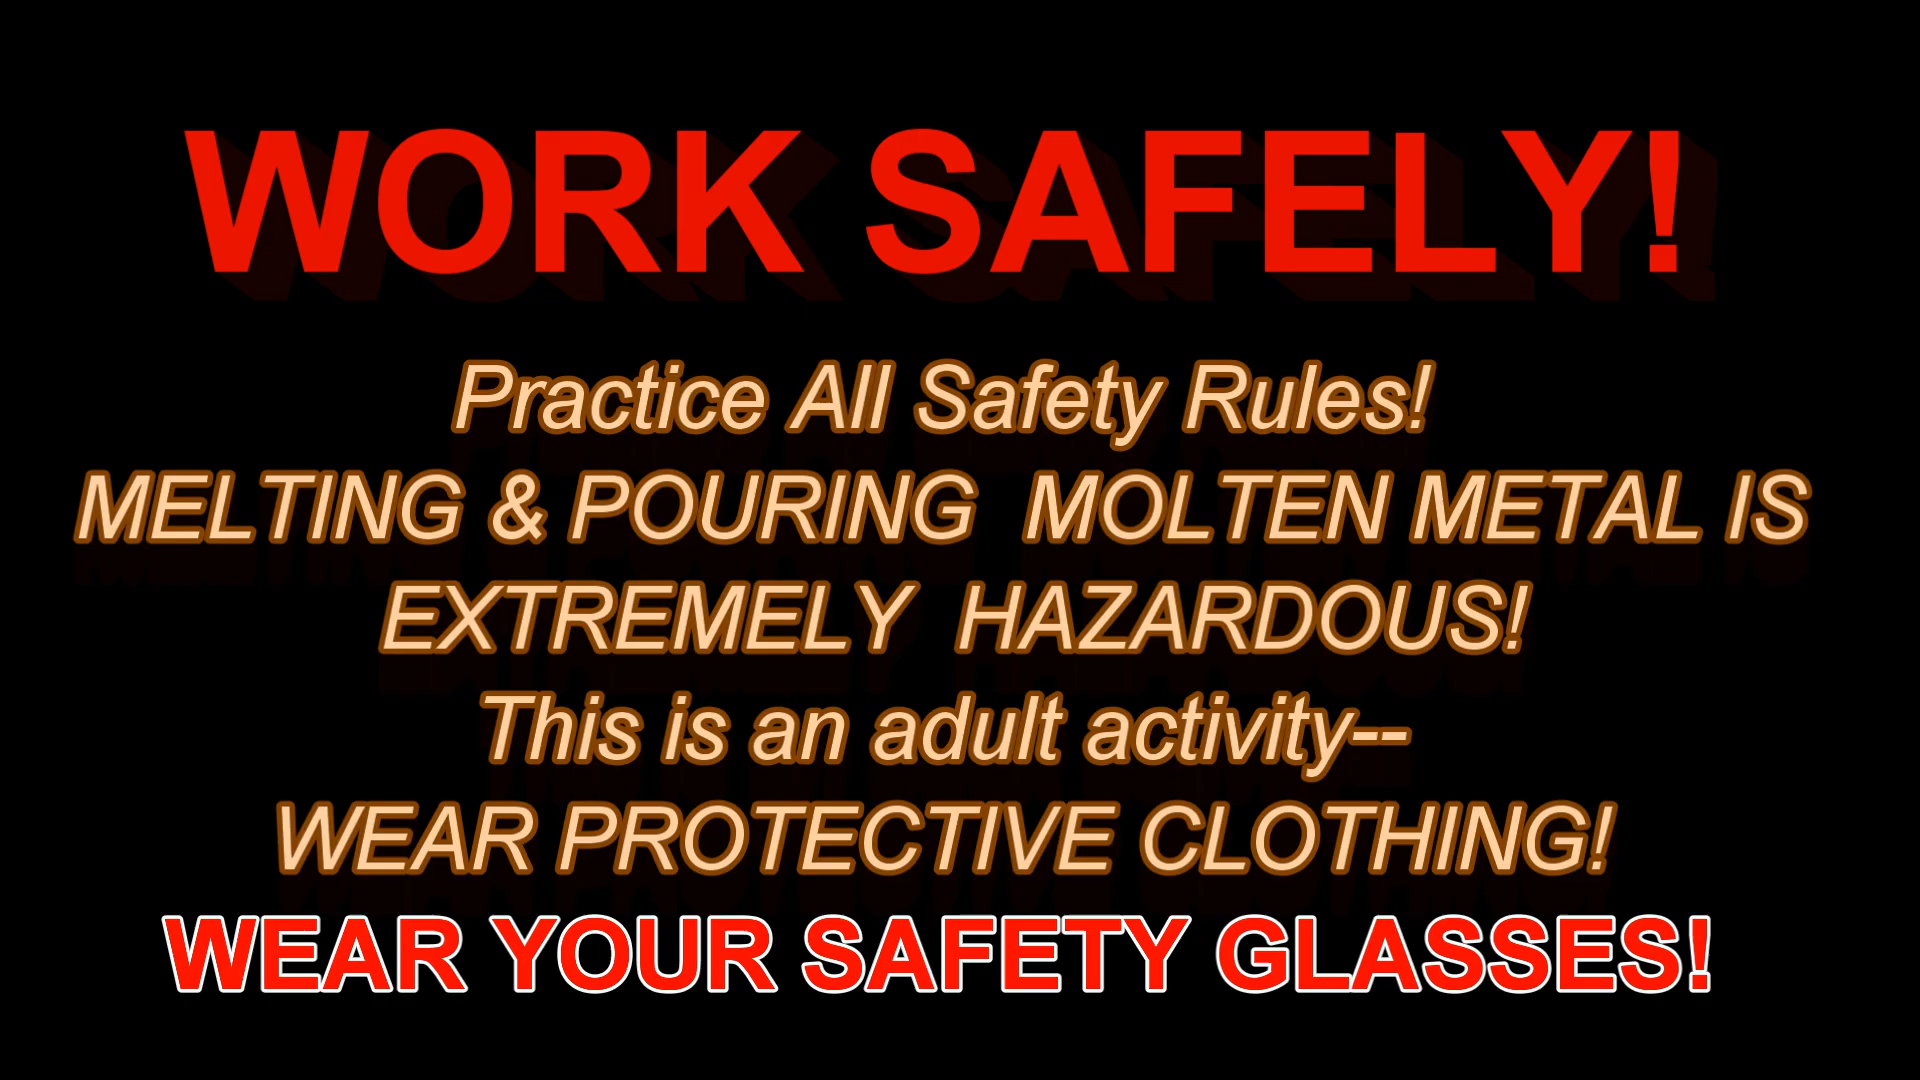 WORK SAFELY!
Practice All Safety Rules!
MELTING & POURING MOLTEN METAL IS
EXTREMELY HAZARDOUS!
This is an adult activity--
WEAR PROTECTIVE CLOTHING!
WEAR YOUR SAFETY GLASSES!